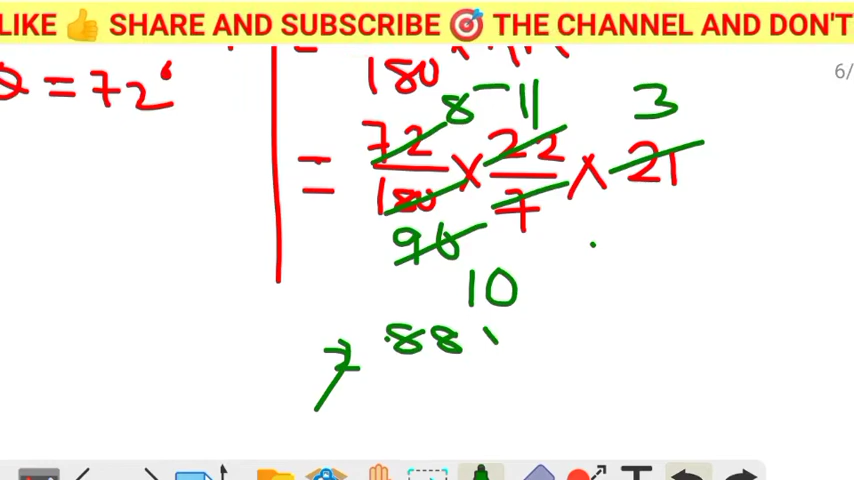 LIKE 👍 SHARE AND SUBSCRIBE 🎯 THE CHANNEL AND DON'T
180
6/
= 72°
8 11 3
= 72/180 × 22/7 × 21
90
10
88
2